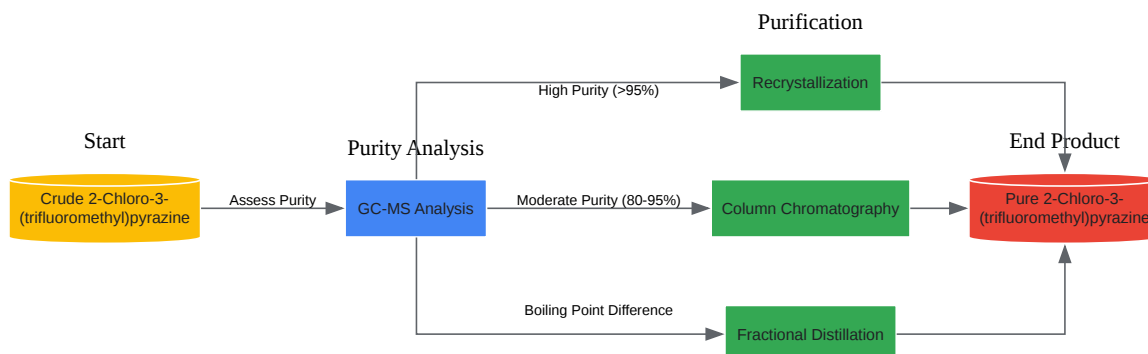 Purification
High Purity (>95%)
Recrystallization
Start
Purity Analysis
End Product
Crude 2-Chloro-3-
(trifluoromethyl)pyrazine
Assess Purity
GC-MS Analysis
Moderate Purity (80-95%)
Column Chromatography
Pure 2-Chloro-3-
(trifluoromethyl)pyrazine
Boiling Point Difference
Fractional Distillation